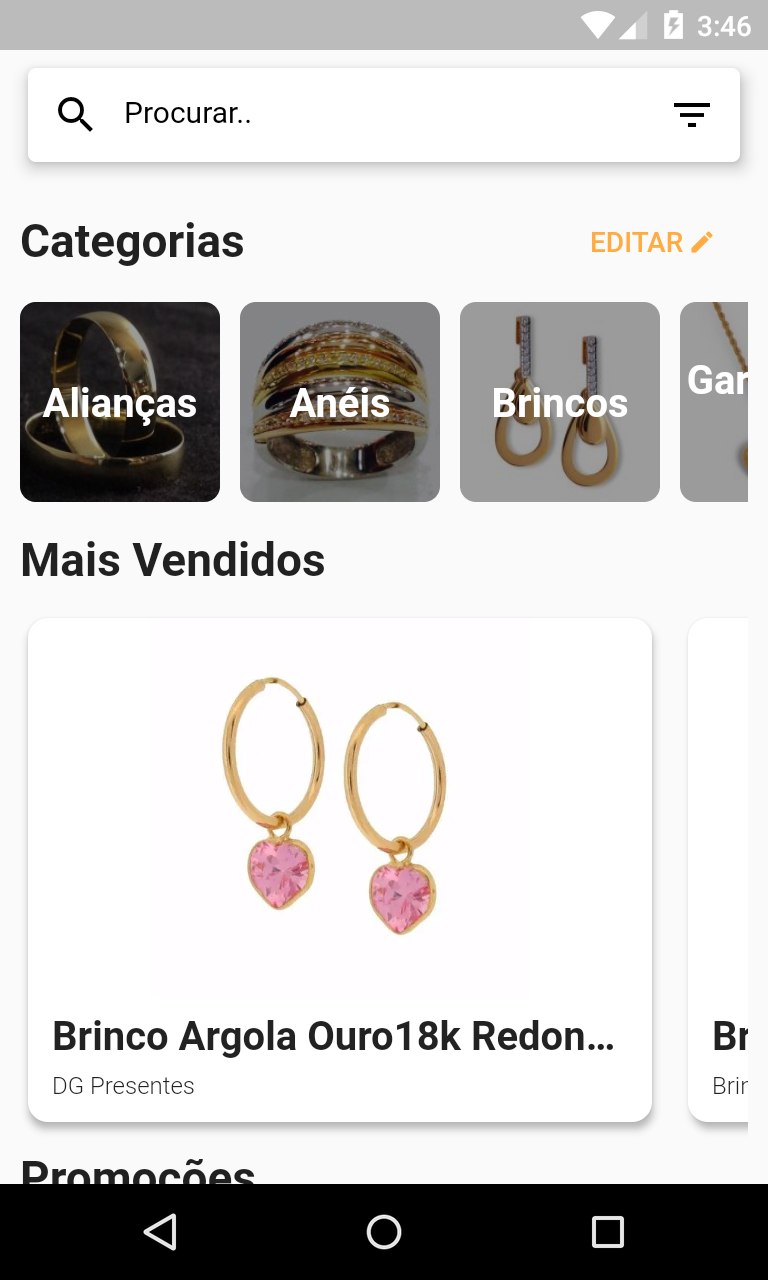 3:46
Procurar..
Categorias
EDITAR
Alianças
Anéis
Brincos
Gar
Mais Vendidos
Brinco Argola Ouro18k Redon...
DG Presentes
Br
Brin
Promoções